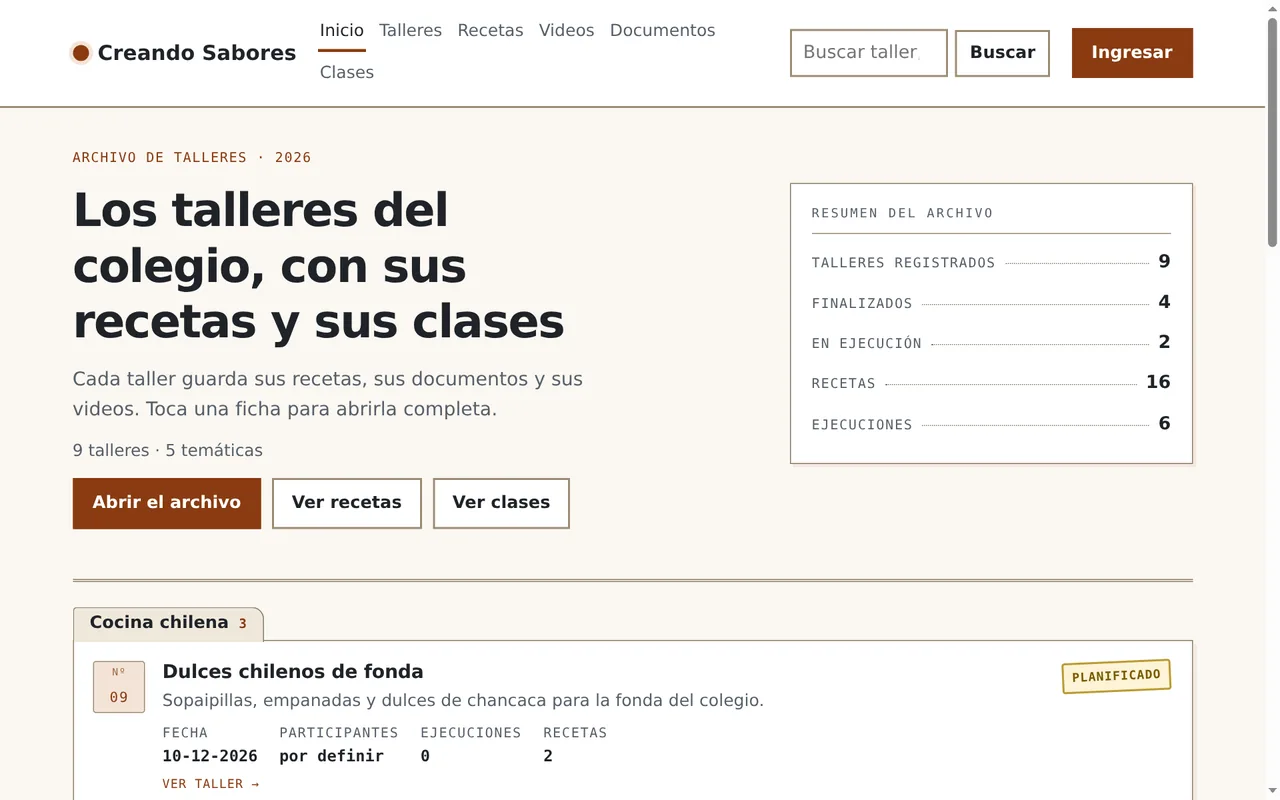 Creando Sabores
Inicio Talleres Recetas Videos Documentos
Clases
Buscar taller
Buscar
Ingresar
ARCHIVO DE TALLERES · 2026
Los talleres del
colegio, con sus
recetas y sus clases
Cada taller guarda sus recetas, sus documentos y sus
videos. Toca una ficha para abrirla completa.
9 talleres · 5 temáticas
Abrir el archivo
Ver recetas
Ver clases
RESUMEN DEL ARCHIVO
TALLERES REGISTRADOS 9
FINALIZADOS 4
EN EJECUCIÓN 2
RECETAS 16
EJECUCIONES 6
Cocina chilena 3
Nº
09
Dulces chilenos de fonda
Sopaipillas, empanadas y dulces de chancaca para la fonda del colegio.
PLANIFICADO
FECHA PARTICIPANTES EJECUCIONES RECETAS
10-12-2026 por definir 0 2
VER TALLER →